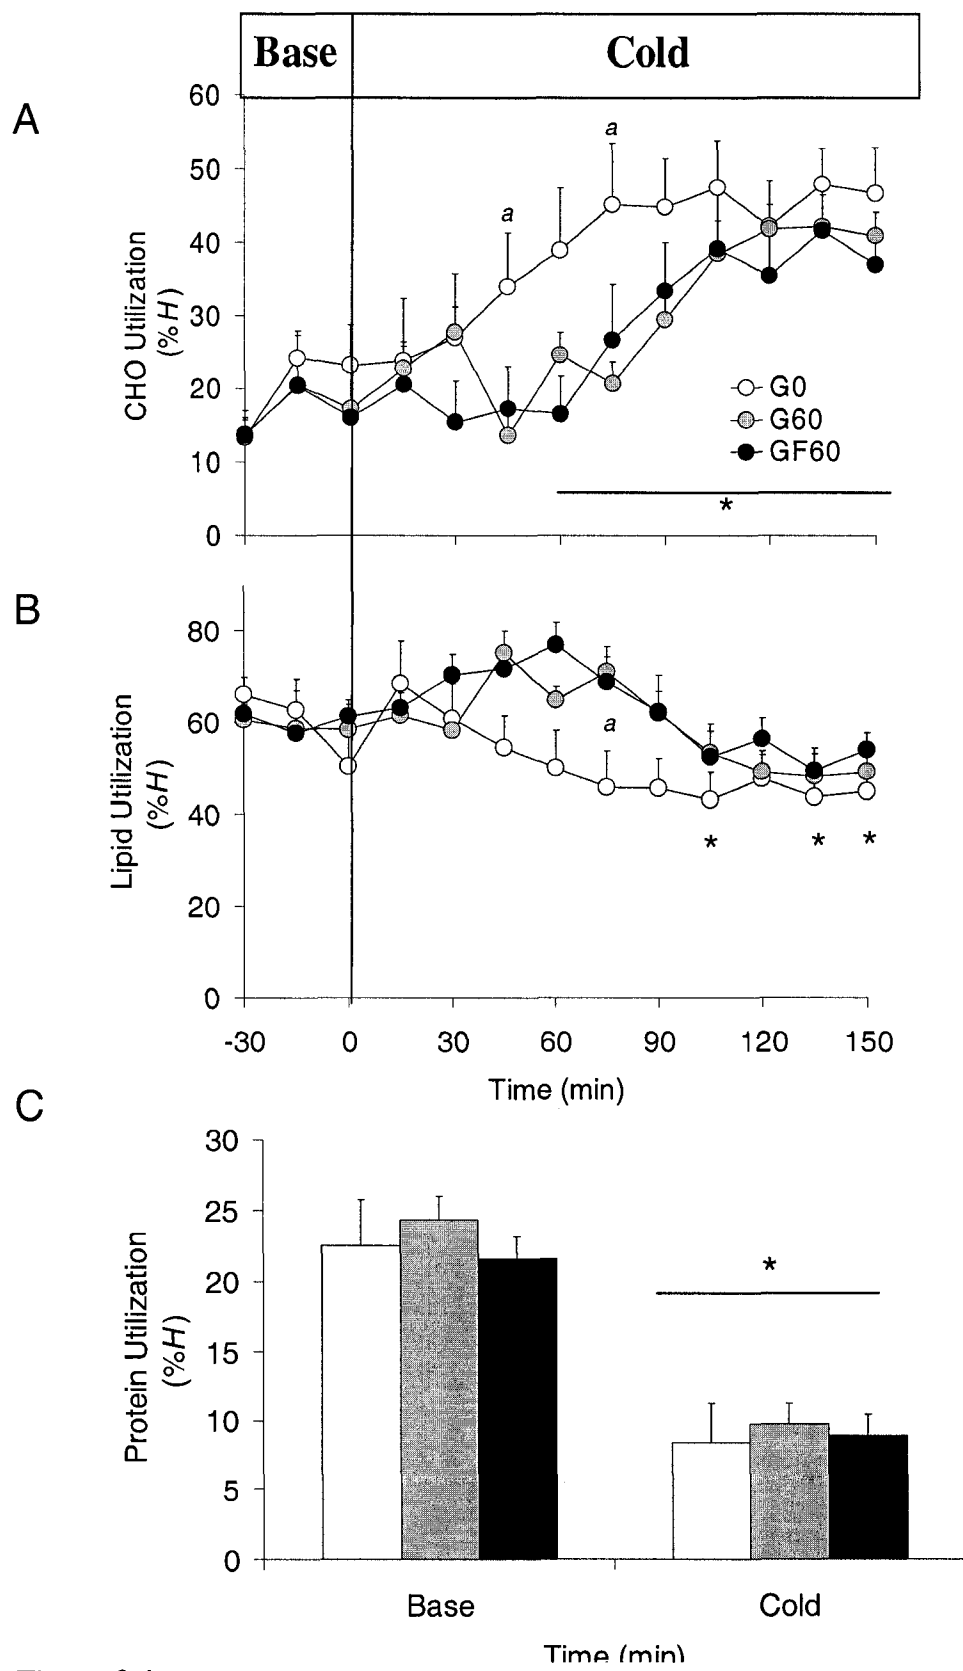 Base Cold
A
60
50
40
30
20
10
0
CHO Utilization
(%H)
a
a
G0
G60
GF60
*
B
80
60
40
20
0
Lipid Utilization
(%H)
a
* * *
-30 0 30 60 90 120 150
Time (min)
C
30
25
20
15
10
5
0
Protein Utilization
(%H)
*
Base Cold
Time (min)